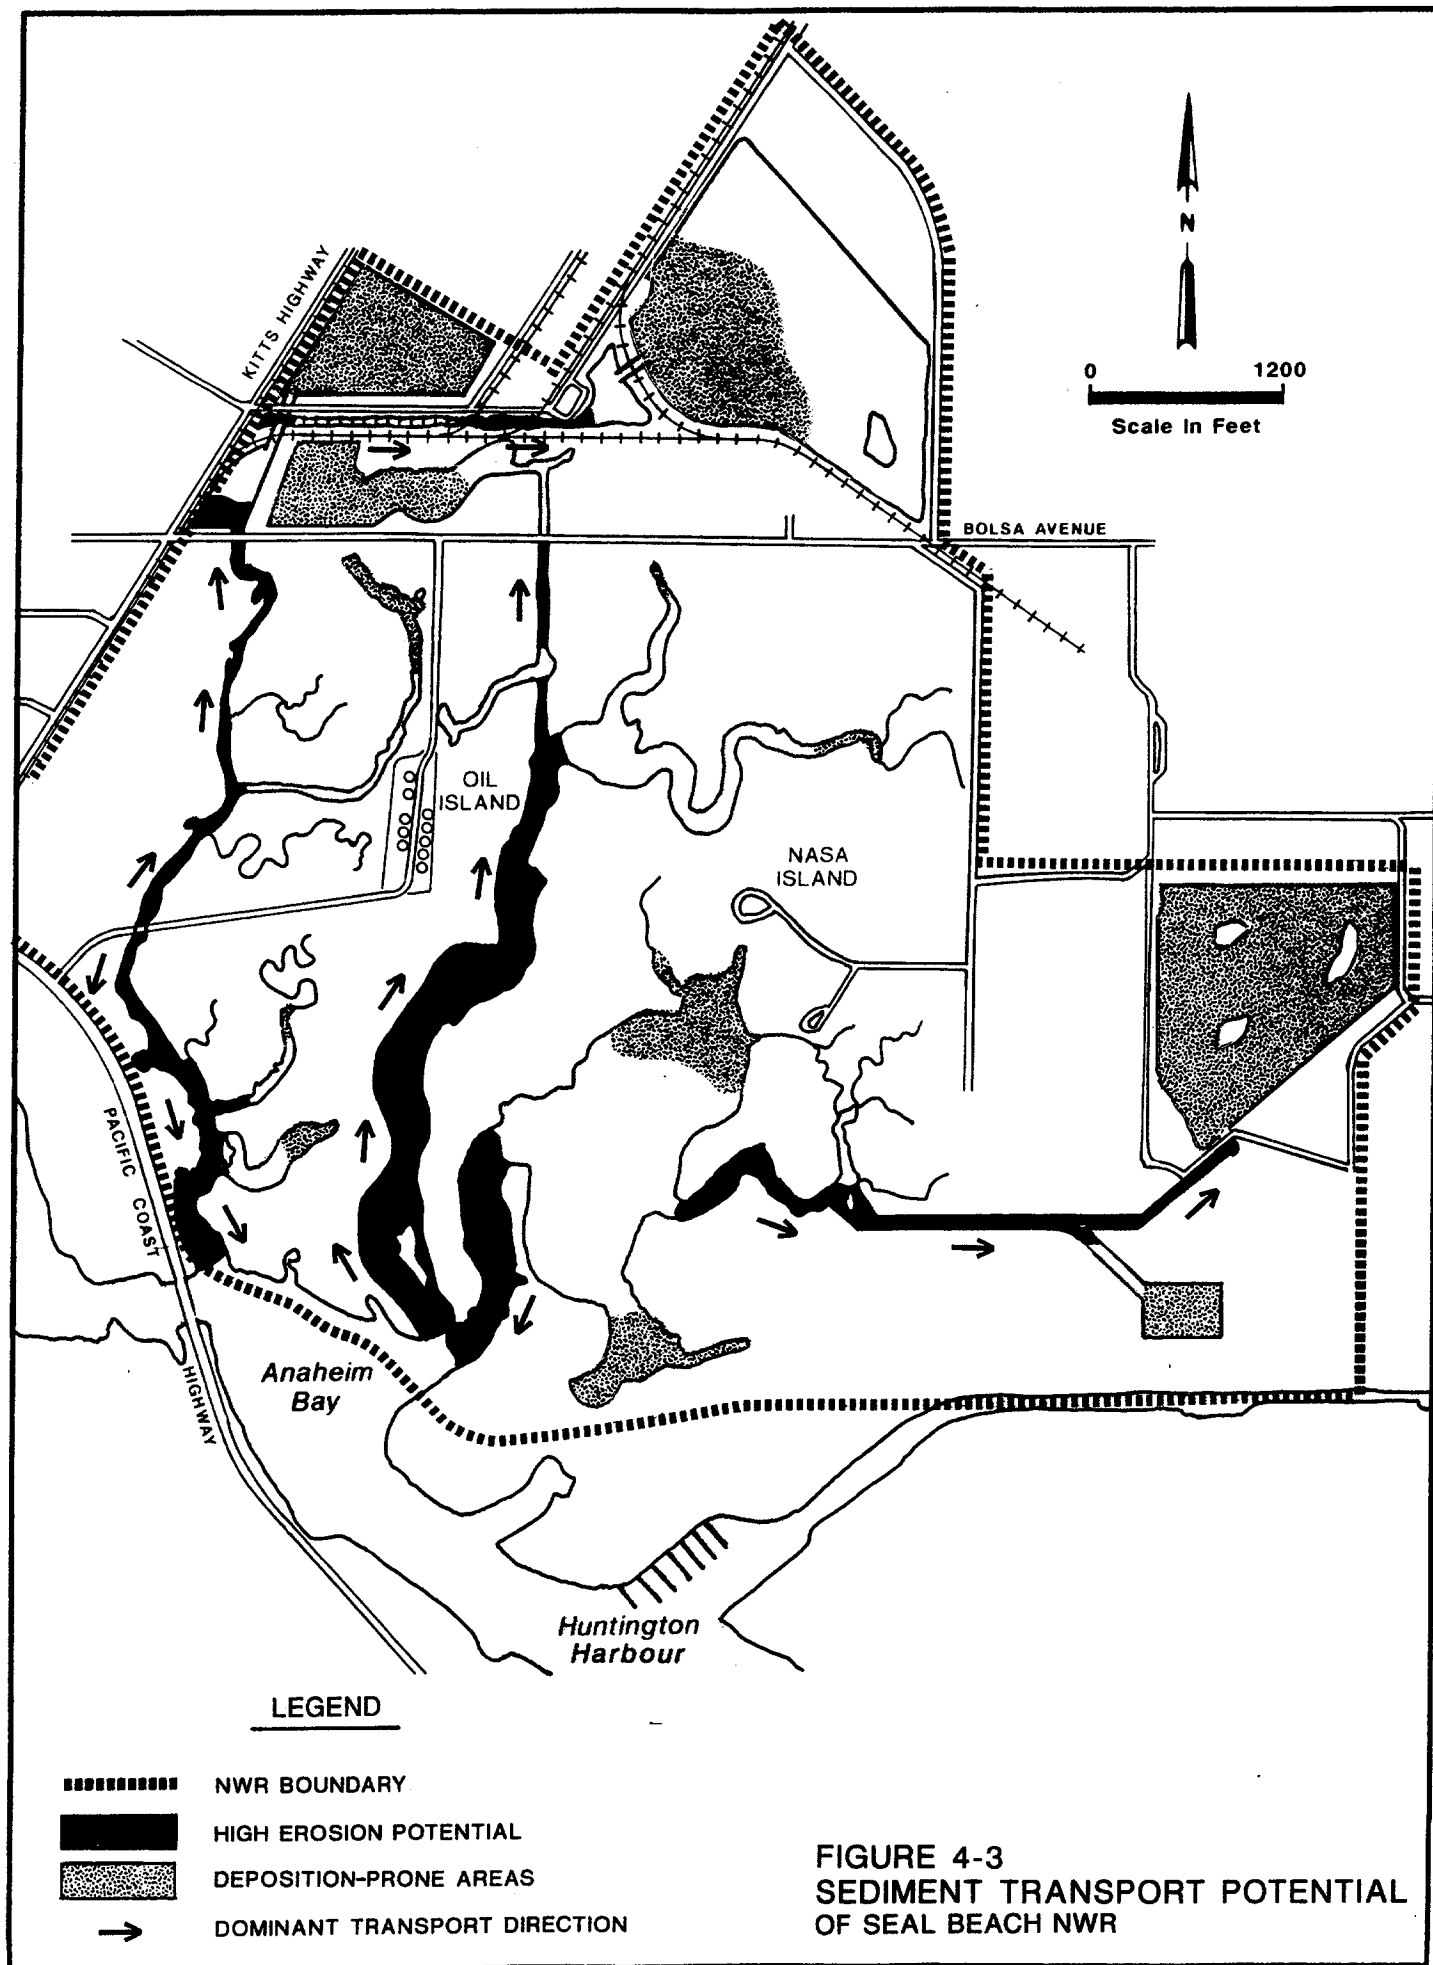 KITTS HIGHWAY
N
0 1200
Scale In Feet
BOLSA AVENUE
OIL
ISLAND
NASA
ISLAND
PACIFIC COAST
HIGHWAY
Anaheim
Bay
Huntington
Harbour
LEGEND
NWR BOUNDARY
HIGH EROSION POTENTIAL
DEPOSITION-PRONE AREAS
DOMINANT TRANSPORT DIRECTION
FIGURE 4-3
SEDIMENT TRANSPORT POTENTIAL
OF SEAL BEACH NWR